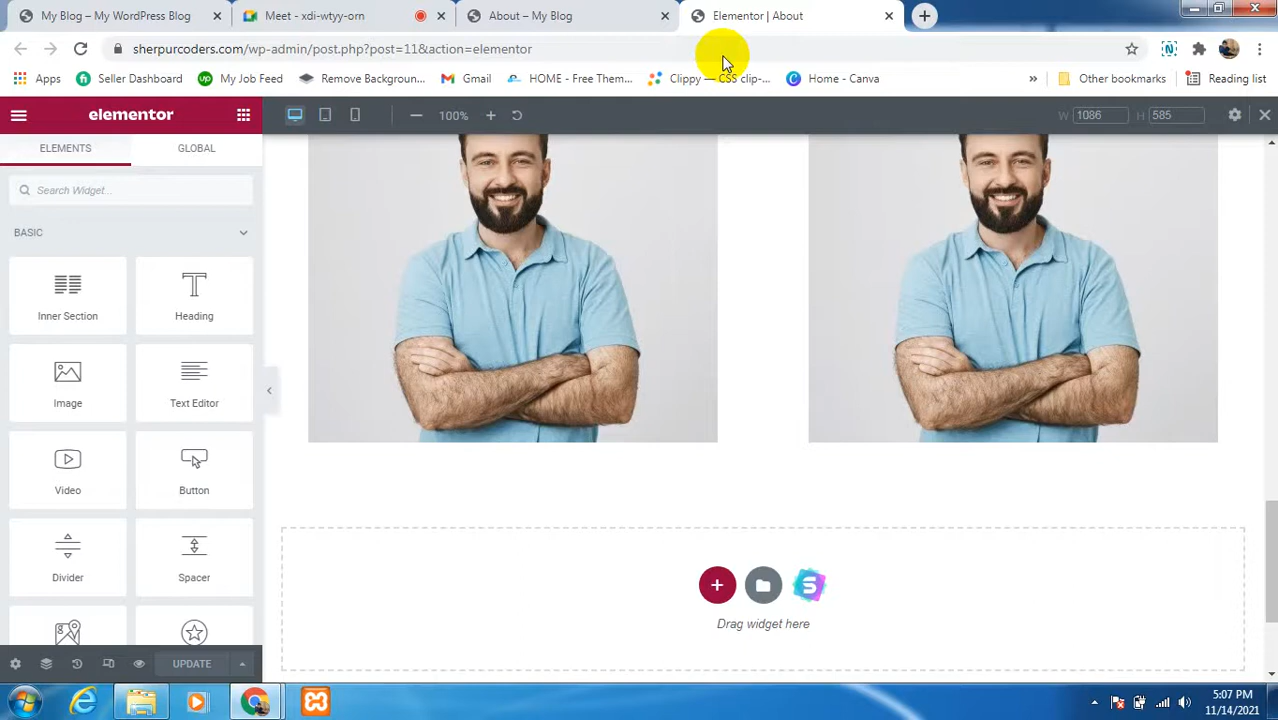 My Blog – My WordPress Blog
Meet - xdi-wtyy-orn
About – My Blog
Elementor | About
sherpurcoders.com/wp-admin/post.php?post=11&action=elementor
Apps
Seller Dashboard
My Job Feed
Remove Backgroun...
Gmail
HOME - Free Them...
Clippy — CSS clip-...
Home - Canva
»
Other bookmarks
Reading list
elementor
100%
W 1086
H 585
ELEMENTS
GLOBAL
Search Widget...
BASIC
Inner Section
Heading
Image
Text Editor
Video
Button
Divider
Spacer
Drag widget here
UPDATE
5:07 PM
11/14/2021